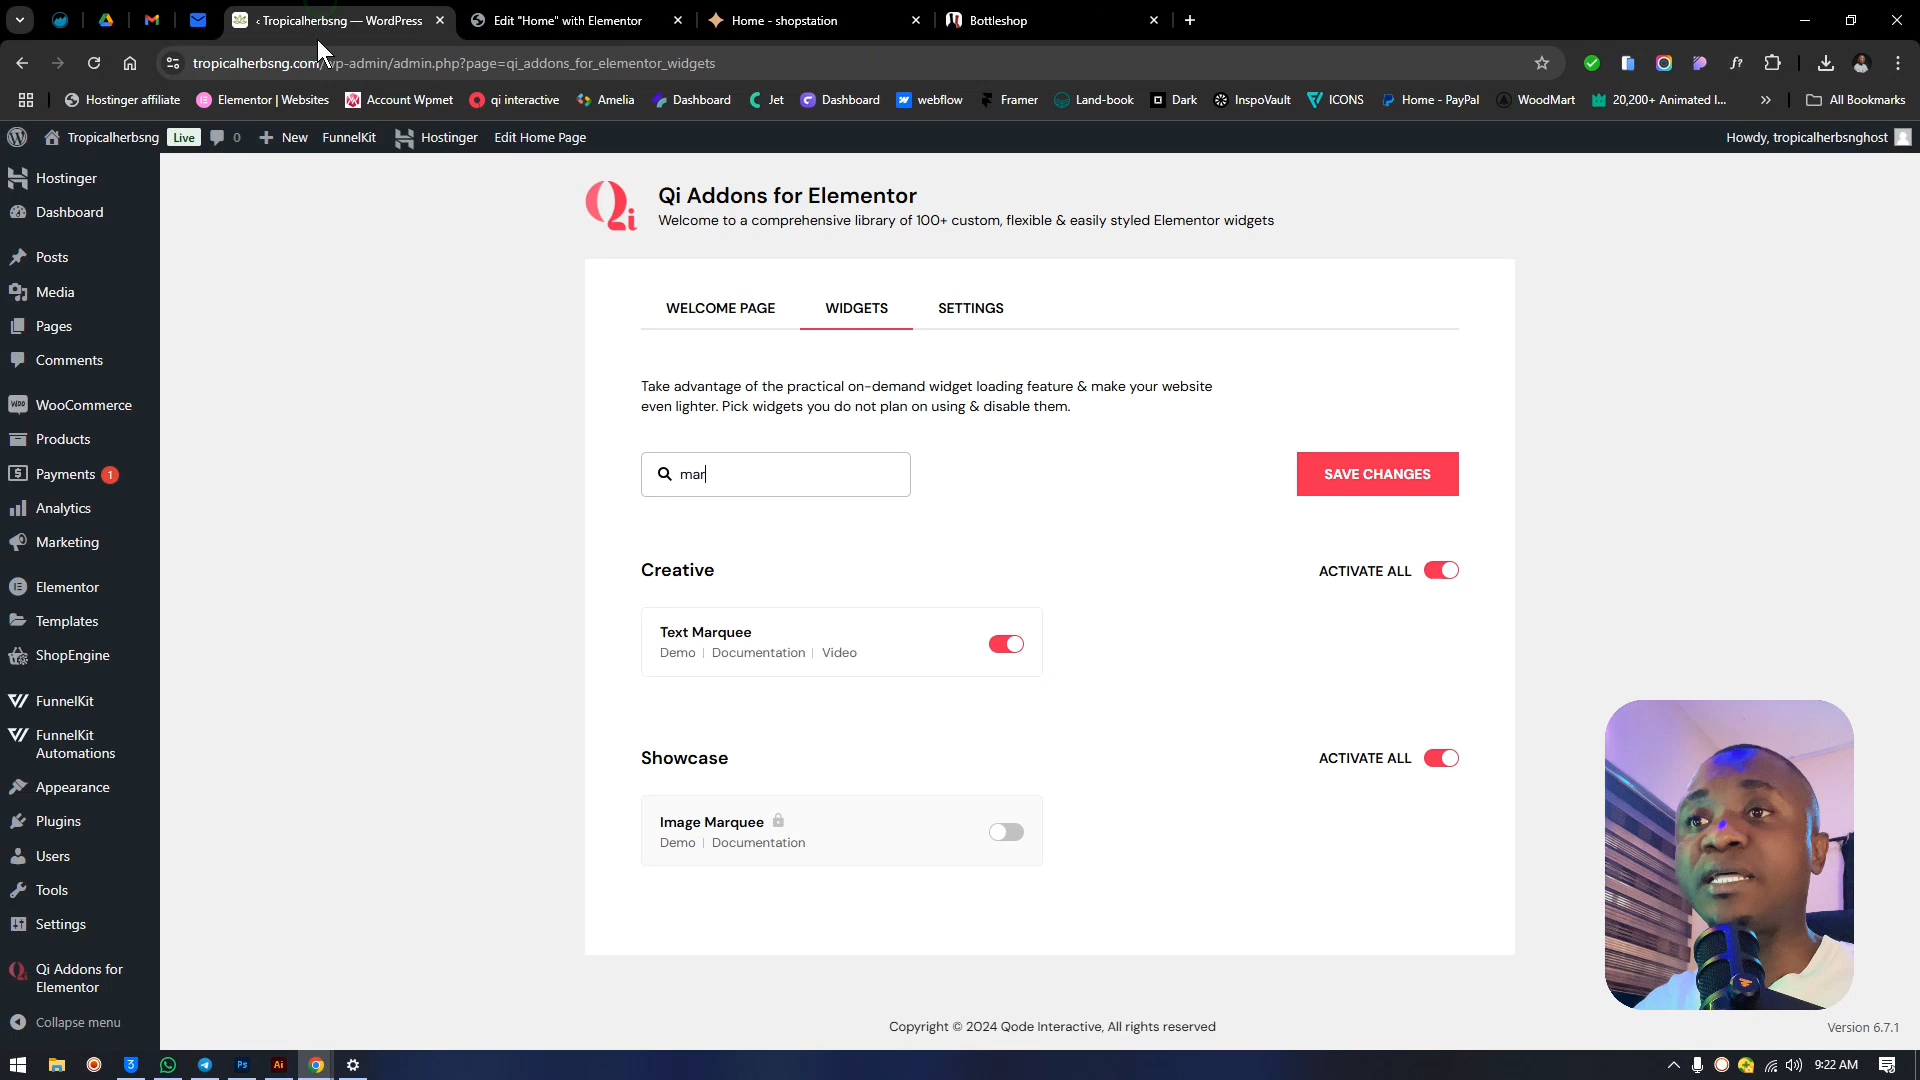 ‹ Tropicalherbsng — WordPress
Edit "Home" with Elementor
Home - shopstation
Bottleshop
tropicalherbsng.com/wp-admin/admin.php?page=qi_addons_for_elementor_widgets
Hostinger affiliate
Elementor | Websites
Account Wpmet
qi interactive
Amelia
Dashboard
Jet
Dashboard
webflow
Framer
Land-book
Dark
InspoVault
ICONS
Home - PayPal
WoodMart
20,200+ Animated I...
All Bookmarks
Tropicalherbsng
Live
0
New
FunnelKit
Hostinger
Edit Home Page
Howdy, tropicalherbsnghost
Hostinger
Dashboard
Posts
Media
Pages
Comments
WooCommerce
Products
Payments 1
Analytics
Marketing
Elementor
Templates
ShopEngine
FunnelKit
FunnelKit
Automations
Appearance
Plugins
Users
Tools
Settings
Qi Addons for
Elementor
Collapse menu
Qi
Qi Addons for Elementor
Welcome to a comprehensive library of 100+ custom, flexible & easily styled Elementor widgets
WELCOME PAGE
WIDGETS
SETTINGS
Take advantage of the practical on-demand widget loading feature & make your website
even lighter. Pick widgets you do not plan on using & disable them.
mar
SAVE CHANGES
Creative
ACTIVATE ALL
Text Marquee
Demo | Documentation | Video
Showcase
ACTIVATE ALL
Image Marquee
Demo | Documentation
Copyright © 2024 Qode Interactive, All rights reserved
Version 6.7.1
Ps
Ai
9:22 AM